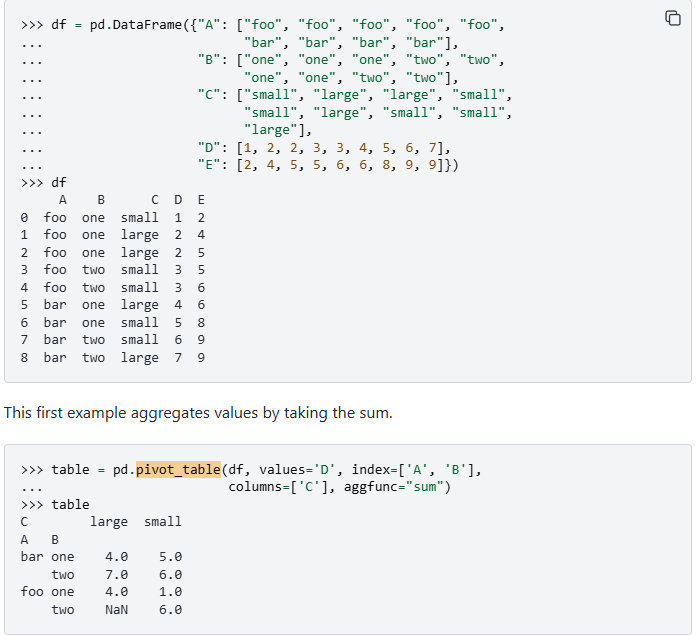 >>> df = pd.DataFrame({"A": ["foo", "foo", "foo", "foo", "foo",
...                          "bar", "bar", "bar", "bar"],
...                    "B": ["one", "one", "one", "two", "two",
...                          "one", "one", "two", "two"],
...                    "C": ["small", "large", "large", "small",
...                          "small", "large", "small", "small",
...                          "large"],
...                    "D": [1, 2, 2, 3, 3, 4, 5, 6, 7],
...                    "E": [2, 4, 5, 5, 6, 6, 8, 9, 9]})
>>> df
     A    B      C  D  E
0  foo  one  small  1  2
1  foo  one  large  2  4
2  foo  one  large  2  5
3  foo  two  small  3  5
4  foo  two  small  3  6
5  bar  one  large  4  6
6  bar  one  small  5  8
7  bar  two  small  6  9
8  bar  two  large  7  9
This first example aggregates values by taking the sum.
>>> table = pd.pivot_table(df, values='D', index=['A', 'B'],
...                        columns=['C'], aggfunc="sum")
>>> table
C        large  small
A   B
bar one    4.0    5.0
    two    7.0    6.0
foo one    4.0    1.0
    two    NaN    6.0